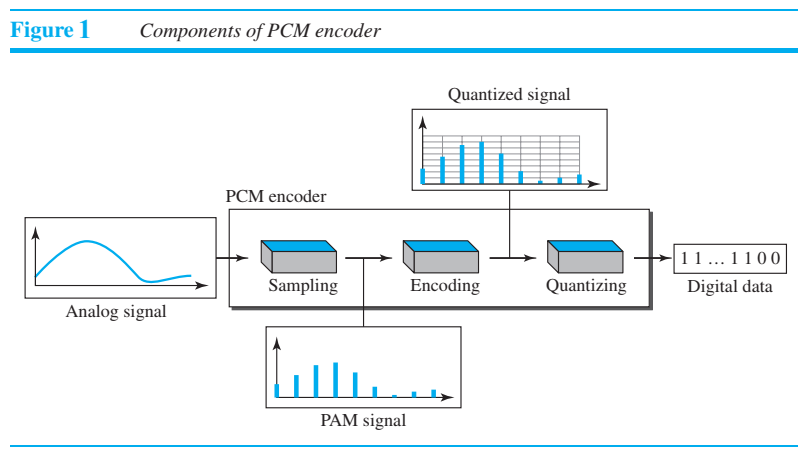 Figure 1 Components of PCM encoder
Quantized signal
PCM encoder
Sampling
Encoding
Quantizing
1 1 ... 1 1 0 0
Digital data
Analog signal
PAM signal